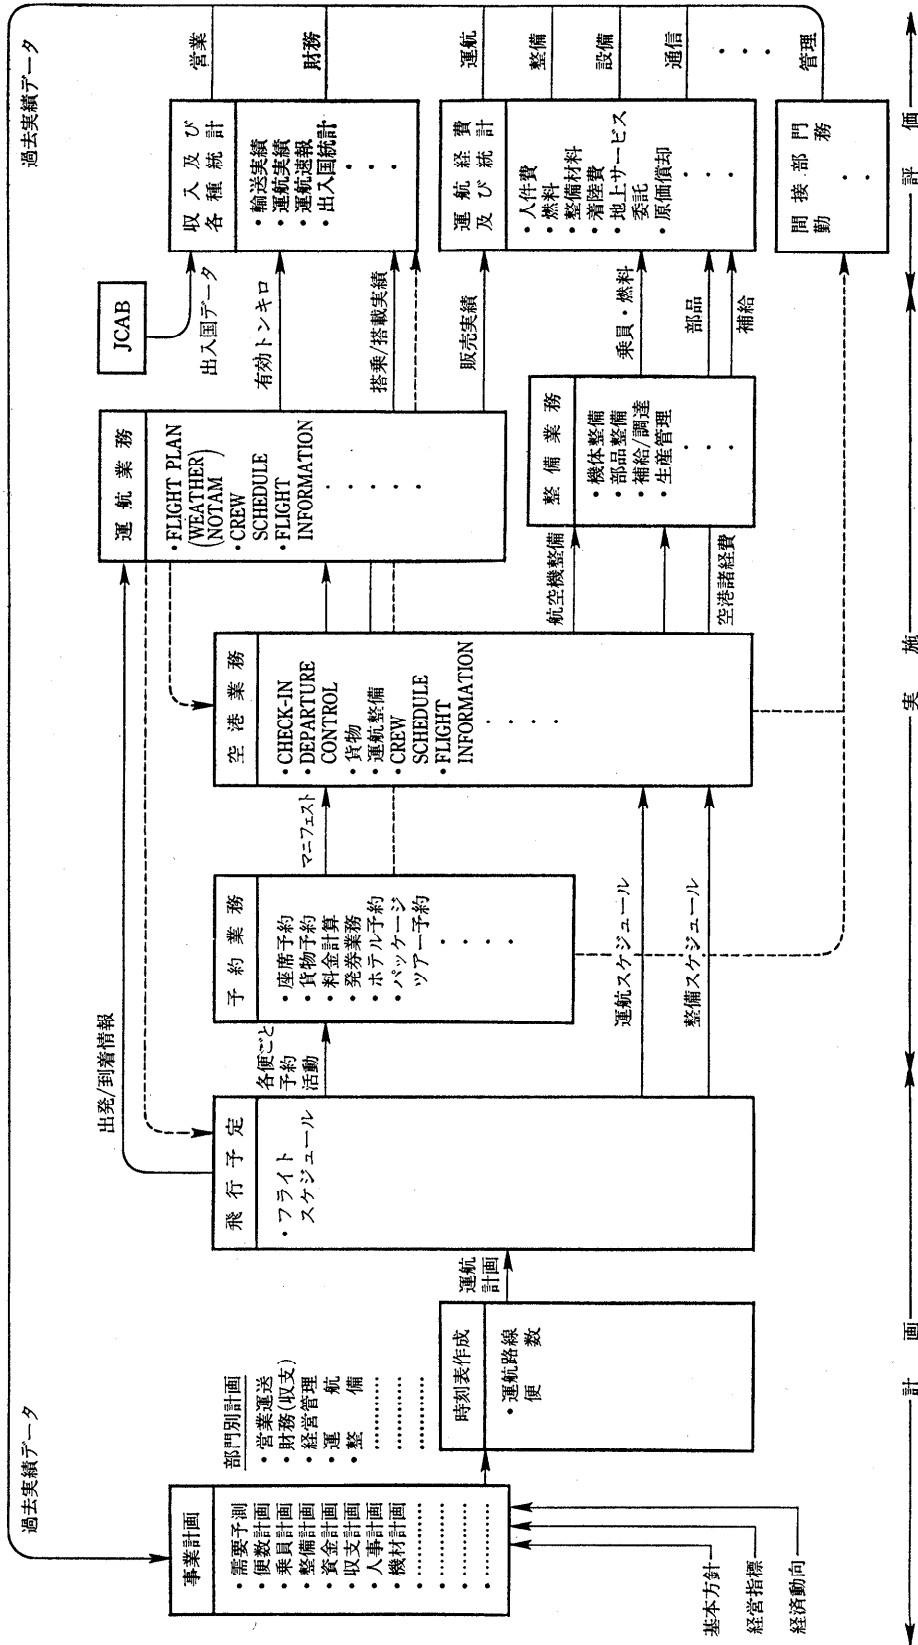 過去実績データ
事業計画
・需要予測
・便数計画
・乗員計画
・整備計画
・資金計画
・収支計画
・人事計画
・機材計画
・…………
・…………
・…………
・…………
基本方針
経営指標
経済動向
部門別計画
・営業運送
・財務(収支)
・経営管理
・運航
・整備
…………
…………
…………
時刻表作成
・運航路線
便数
運航
計画
飛行予定
・フライト
スケジュール
出発/到着情報
各便ごと
予約
活動
運航スケジュール
整備スケジュール
予約業務
・座席予約
・貨物予約
・料金計算
・発券業務
・ホテル予約
・パッケージ
ツアー予約
マニフェスト
空港業務
・CHECK-IN
・DEPARTURE
CONTROL
・貨物
・運航整備
・CREW
SCHEDULE
・FLIGHT
INFORMATION
航空機整備
空港諸経費
運航業務
・FLIGHT PLAN
(WEATHER)
NOTAM
・CREW
SCHEDULE
・FLIGHT
INFORMATION
整備業務
・機体整備
・部品整備
・補給/調達
・生産管理
JCAB
出入国データ
有効トンキロ
搭乗/搭載実績
販売実績
乗員・燃料
部品
補給
収入及び
各種統計
・輸送実績
・運航実績
・運航速報
・出入国統計
運航経費
及び統計
・人件費
・燃料
・整備材料
・着陸費
・地上サービス
委託
・原価償却
間接部門
勤務
過去実績データ
営業
財務
運航
整備
設備
通信
管理
計画
実施
評価